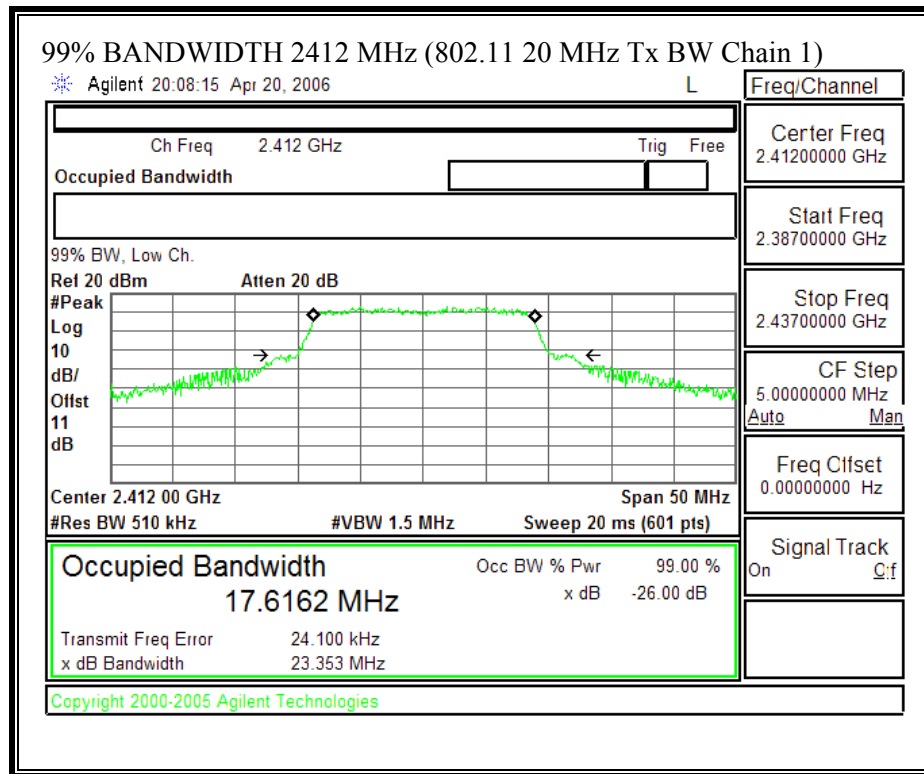 99% BANDWIDTH 2412 MHz (802.11 20 MHz Tx BW Chain 1)
Agilent 20:08:15 Apr 20, 2006 L
Freq/Channel
Ch Freq 2.412 GHz Trig Free
Occupied Bandwidth
99% BW, Low Ch.
Ref 20 dBm Atten 20 dB
#Peak
Log
10
dB/
Offst
11
dB
Center 2.412 00 GHz Span 50 MHz
#Res BW 510 kHz #VBW 1.5 MHz Sweep 20 ms (601 pts)
Occupied Bandwidth
17.6162 MHz
Occ BW % Pwr 99.00 %
x dB -26.00 dB
Transmit Freq Error 24.100 kHz
x dB Bandwidth 23.353 MHz
Copyright 2000-2005 Agilent Technologies
Center Freq
2.41200000 GHz
Start Freq
2.38700000 GHz
Stop Freq
2.43700000 GHz
CF Step
5.00000000 MHz
Auto Man
Freq Offset
0.00000000 Hz
Signal Track
On Off